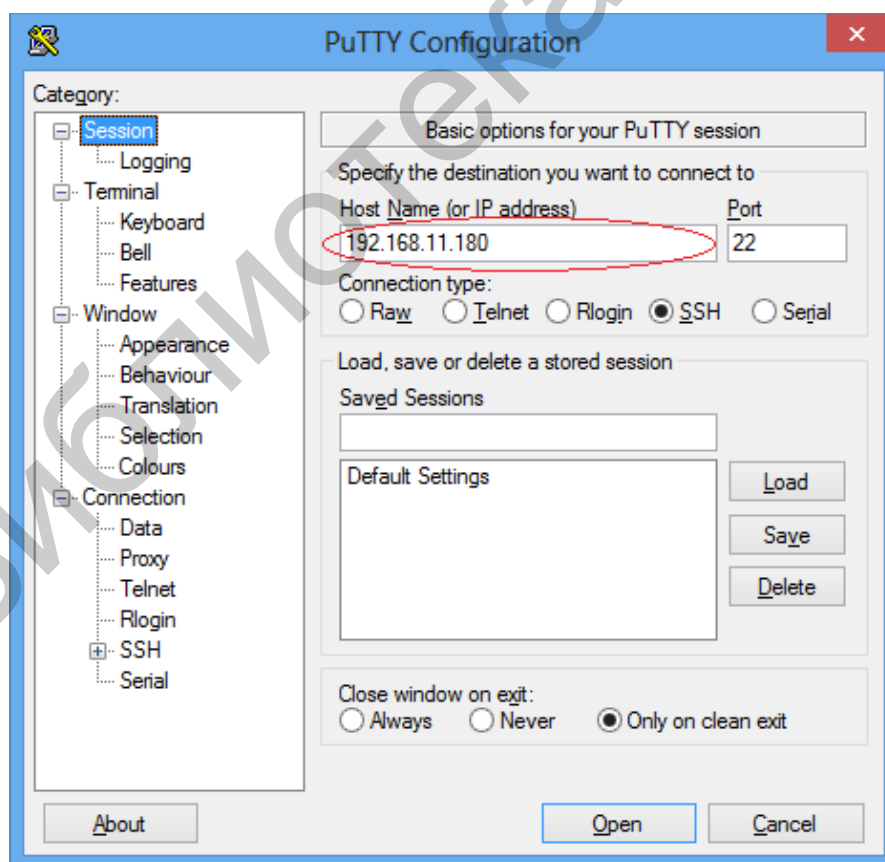 PuTTY Configuration
Category:
Session
Logging
Terminal
Keyboard
Bell
Features
Window
Appearance
Behaviour
Translation
Selection
Colours
Connection
Data
Proxy
Telnet
Rlogin
SSH
Serial
Basic options for your PuTTY session
Specify the destination you want to connect to
Host Name (or IP address) Port
192.168.11.180 22
Connection type:
Raw Telnet Rlogin SSH Serial
Load, save or delete a stored session
Saved Sessions
Default Settings
Load
Save
Delete
Close window on exit:
Always Never Only on clean exit
About Open Cancel
библиотека